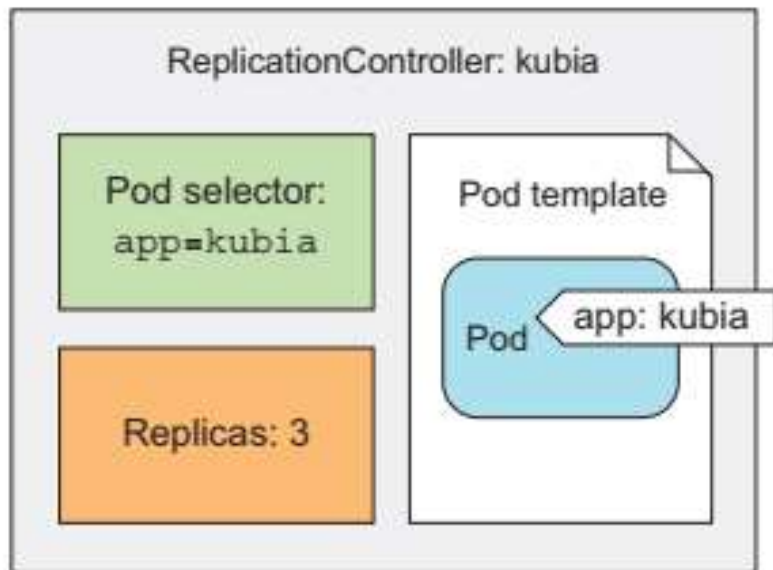 ReplicationController: kubia
Pod selector:
app=kubia
Replicas: 3
Pod template
Pod
app: kubia